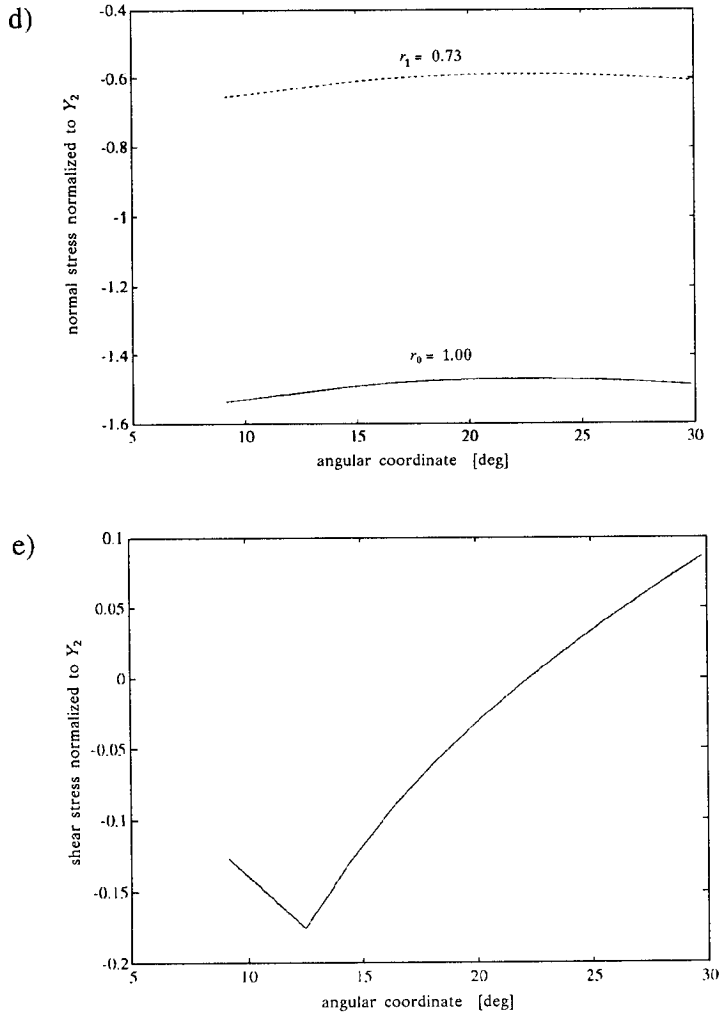 d)
-0.4
-0.6
-0.8
-1
-1.2
-1.4
-1.6
normal stress normalized to Y2
r1 = 0.73
r0 = 1.00
5 10 15 20 25 30
angular coordinate [deg]
e)
0.1
0.05
0
-0.05
-0.1
-0.15
-0.2
shear stress normalized to Y2
5 10 15 20 25 30
angular coordinate [deg]